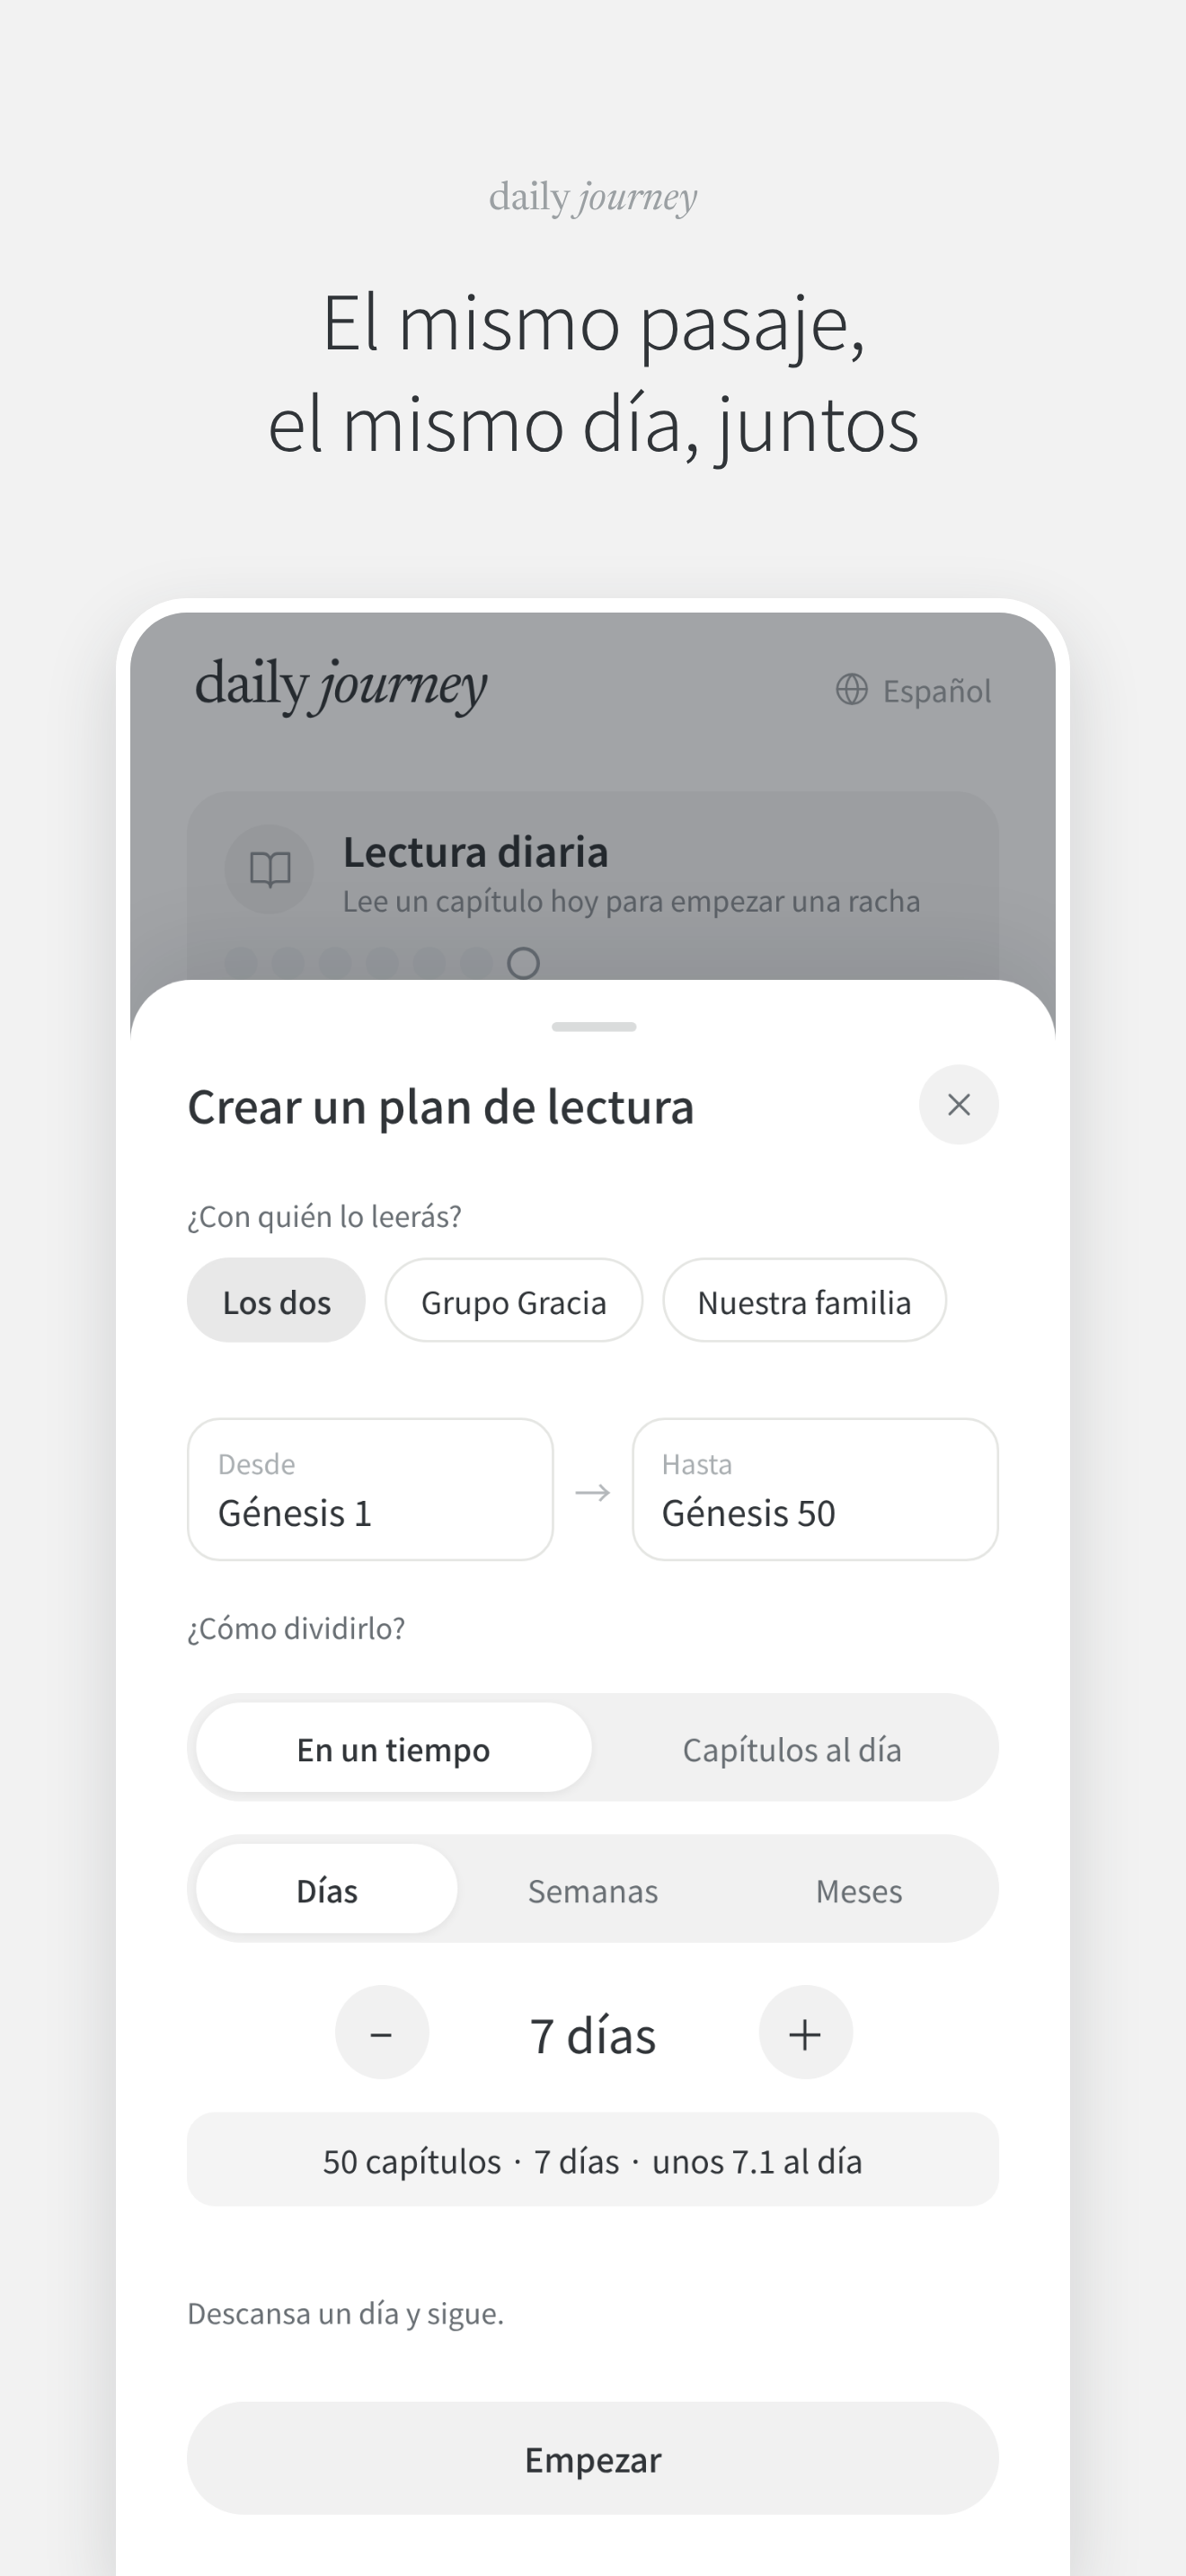 daily journey
El mismo pasaje,
el mismo día, juntos
daily journey
Español
Lectura diaria
Lee un capítulo hoy para empezar una racha
Crear un plan de lectura
¿Con quién lo leerás?
Los dos
Grupo Gracia
Nuestra familia
Desde
Génesis 1
→
Hasta
Génesis 50
¿Cómo dividirlo?
En un tiempo
Capítulos al día
Días
Semanas
Meses
− 7 días +
50 capítulos · 7 días · unos 7.1 al día
Descansa un día y sigue.
Empezar